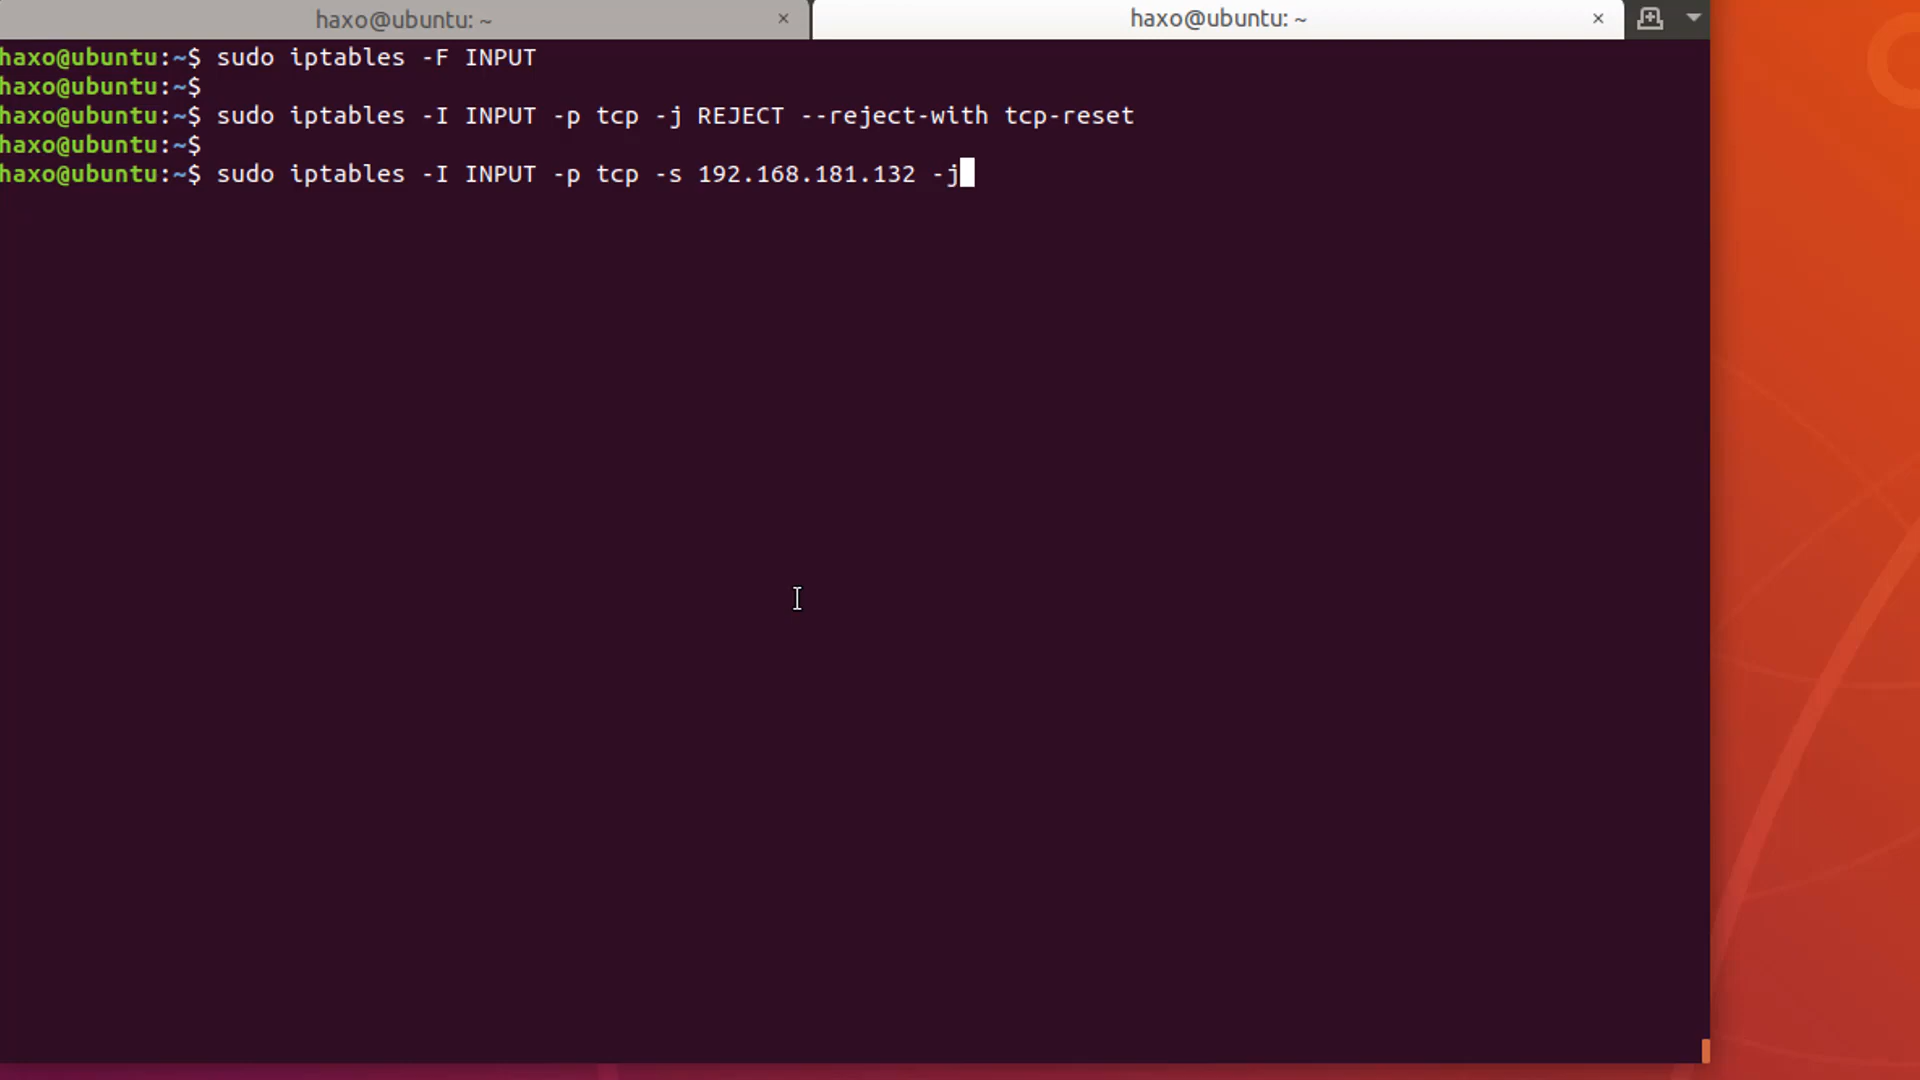 haxo@ubuntu: ~ × haxo@ubuntu: ~ ×
haxo@ubuntu:~$ sudo iptables -F INPUT
haxo@ubuntu:~$
haxo@ubuntu:~$ sudo iptables -I INPUT -p tcp -j REJECT --reject-with tcp-reset
haxo@ubuntu:~$
haxo@ubuntu:~$ sudo iptables -I INPUT -p tcp -s 192.168.181.132 -j